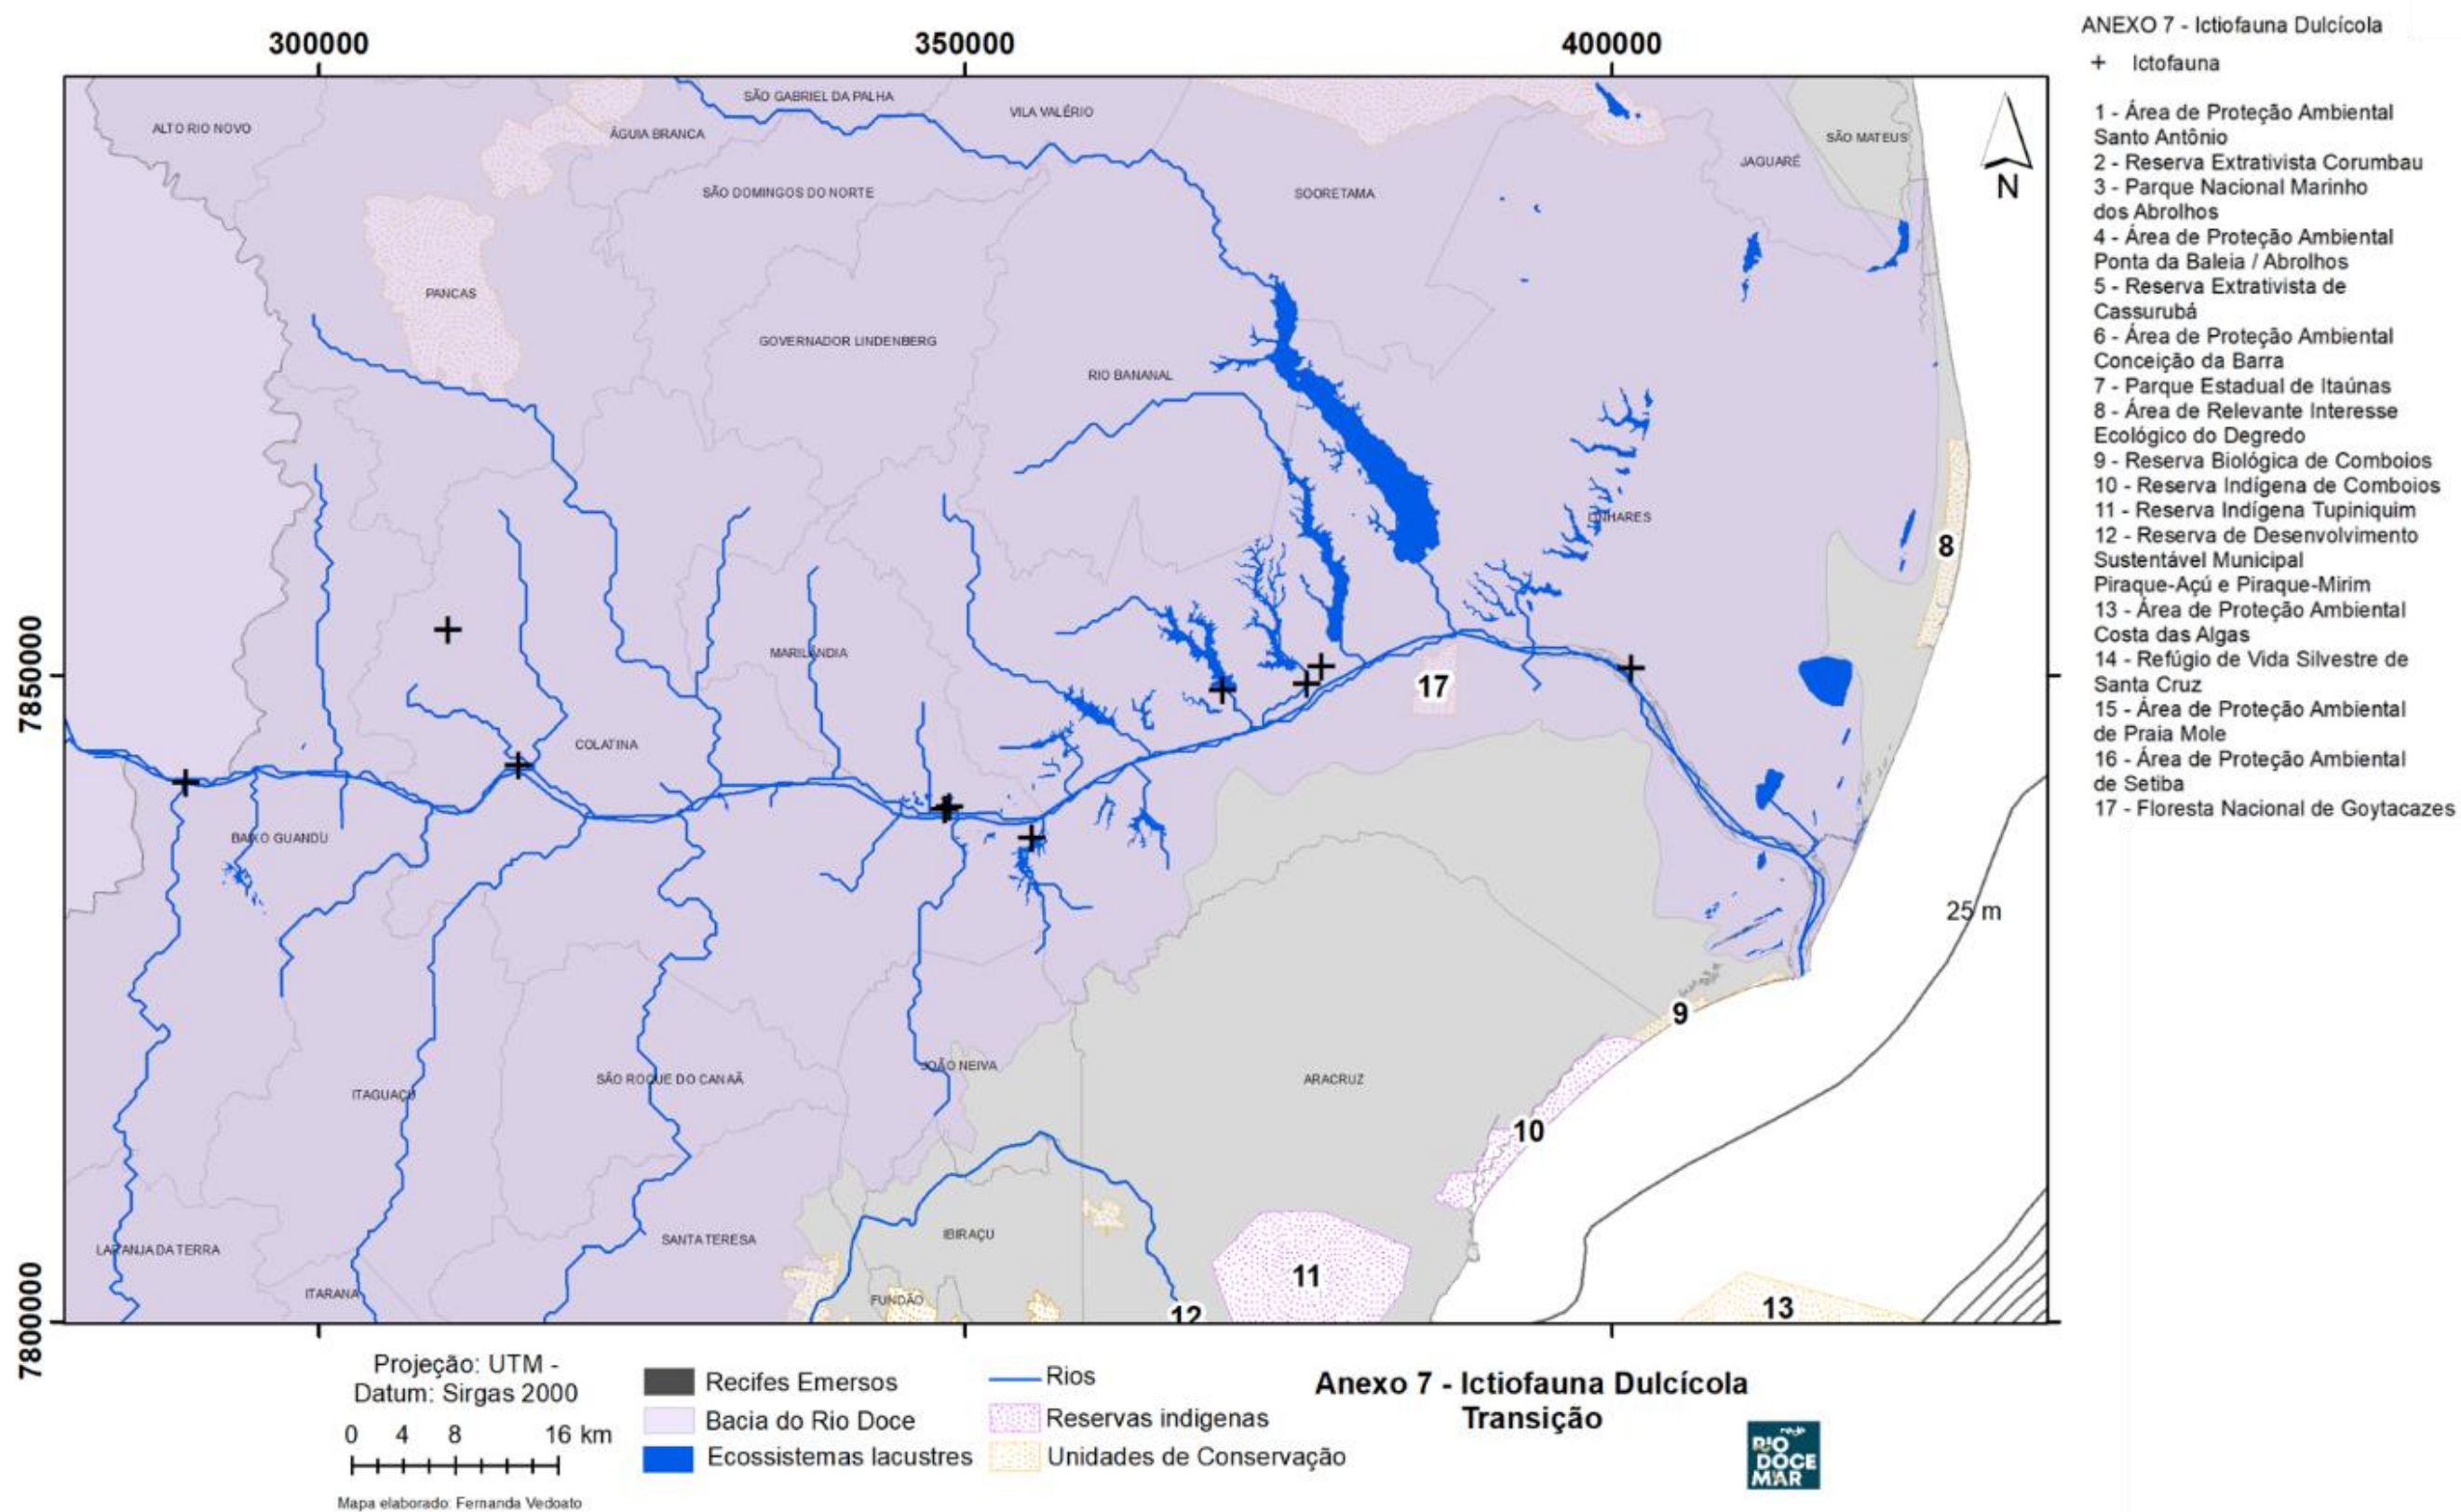 300000
350000
400000
ANEXO 7 - Ictiofauna Dulcícola
+ Ictofauna
1 - Área de Proteção Ambiental
Santo Antônio
2 - Reserva Extrativista Corumbau
3 - Parque Nacional Marinho
dos Abrolhos
4 - Área de Proteção Ambiental
Ponta da Baleia / Abrolhos
5 - Reserva Extrativista de
Cassurubá
6 - Área de Proteção Ambiental
Conceição da Barra
7 - Parque Estadual de Itaúnas
8 - Área de Relevante Interesse
Ecológico do Degredo
9 - Reserva Biológica de Comboios
10 - Reserva Indígena de Comboios
11 - Reserva Indígena Tupiniquim
12 - Reserva de Desenvolvimento
Sustentável Municipal
Piraque-Açú e Piraque-Mirim
13 - Área de Proteção Ambiental
Costa das Algas
14 - Refúgio de Vida Silvestre de
Santa Cruz
15 - Área de Proteção Ambiental
de Praia Mole
16 - Área de Proteção Ambiental
de Setiba
17 - Floresta Nacional de Goytacazes
SÃO GABRIEL DA PALHA
VILA VALÉRIO
ALTO RIO NOVO
ÁGUIA BRANCA
SÃO MATEUS
JAGUARÉ
N
SÃO DOMINGOS DO NORTE
SOORETAMA
PANCAS
GOVERNADOR LINDENBERG
RIO BANANAL
LINHARES
8
7850000
MARILÂNDIA
17
COLATINA
BAIXO GUANDU
25 m
9
JOÃO NEIVA
SÃO ROQUE DO CANAÃ
ARACRUZ
ITAGUAÇU
10
IBIRAÇU
SANTA TERESA
LARANJA DA TERRA
11
ITARANA
FUNDÃO
12
13
7800000
Projeção: UTM -
Datum: Sirgas 2000
0 4 8 16 km
Mapa elaborado: Fernanda Vedoato
Recifes Emersos
Bacia do Rio Doce
Ecossistemas lacustres
Rios
Reservas indigenas
Unidades de Conservação
Anexo 7 - Ictiofauna Dulcícola
Transição
rede
RIO
DOCE
MAR